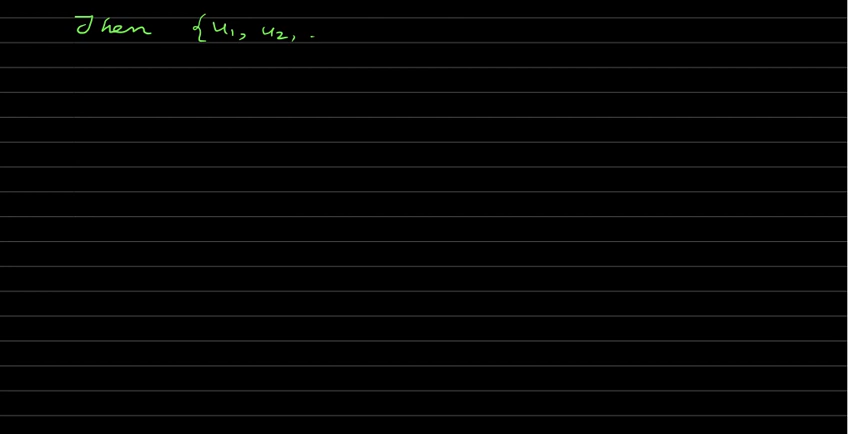 Then {u₁, u₂, .